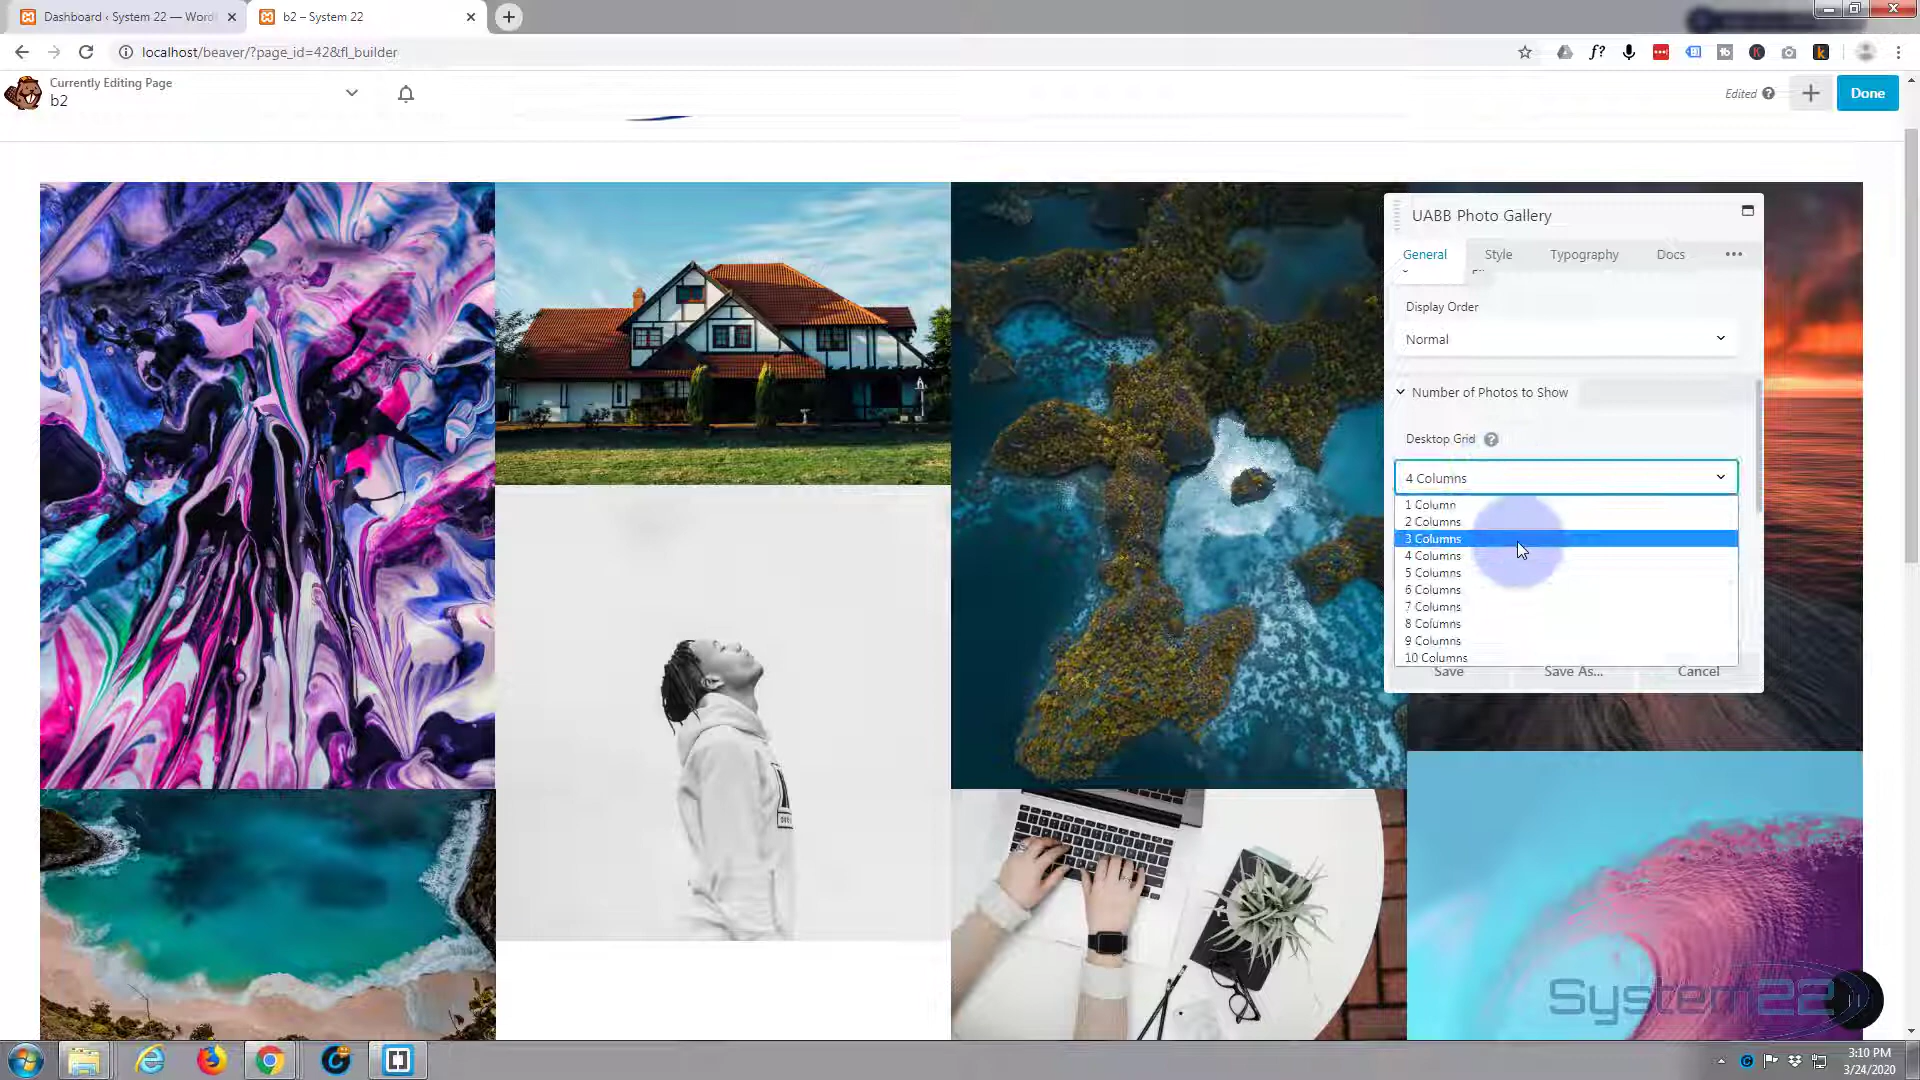 Dashboard ‹ System 22 — Word
b2 – System 22
localhost/beaver/?page_id=42&fl_builder
Currently Editing Page
b2
Edited
Done
UABB Photo Gallery
General
Style
Typography
Docs
Display Order
Normal
Number of Photos to Show
Desktop Grid
4 Columns
1 Column
2 Columns
3 Columns
4 Columns
5 Columns
6 Columns
7 Columns
8 Columns
9 Columns
10 Columns
Save
Save As...
Cancel
System22
3:10 PM
3/24/2020